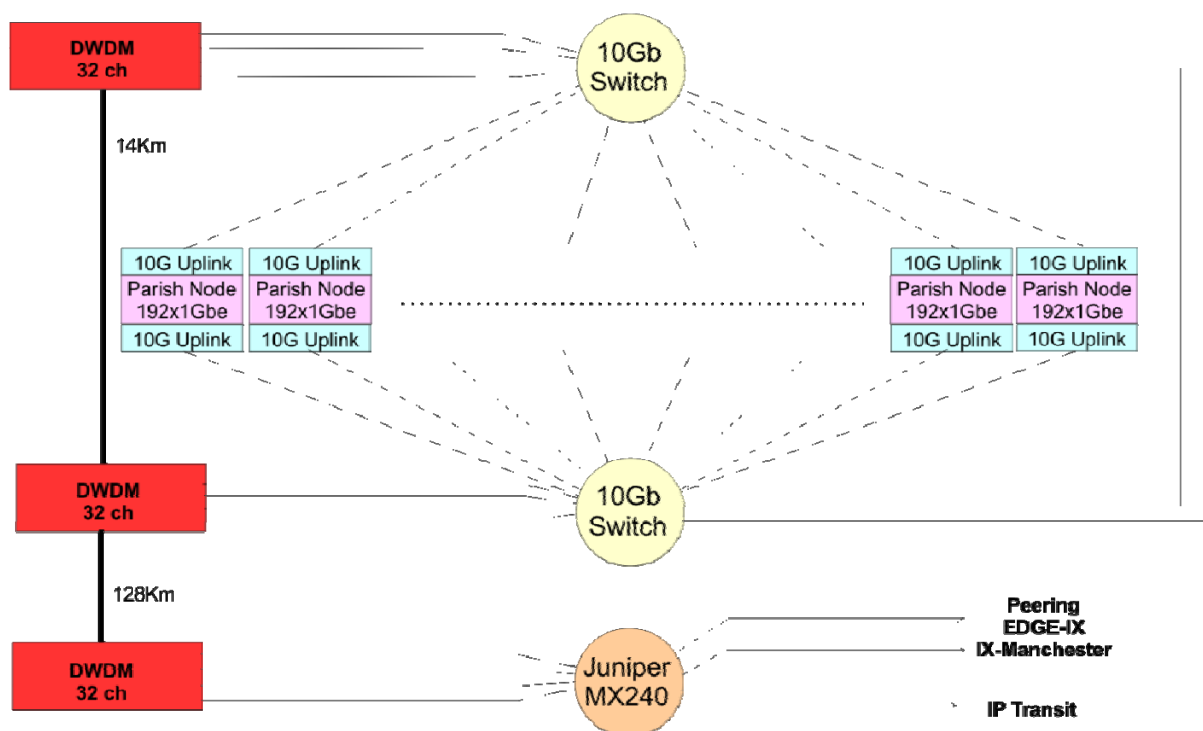 DWDM
32 ch
10Gb
Switch
14Km
10G Uplink
10G Uplink
10G Uplink
10G Uplink
Parish Node
192x1Gbe
Parish Node
192x1Gbe
Parish Node
192x1Gbe
Parish Node
192x1Gbe
10G Uplink
10G Uplink
10G Uplink
10G Uplink
DWDM
32 ch
10Gb
Switch
128Km
DWDM
32 ch
Juniper
MX240
Peering
EDGE-IX
IX-Manchester
IP Transit